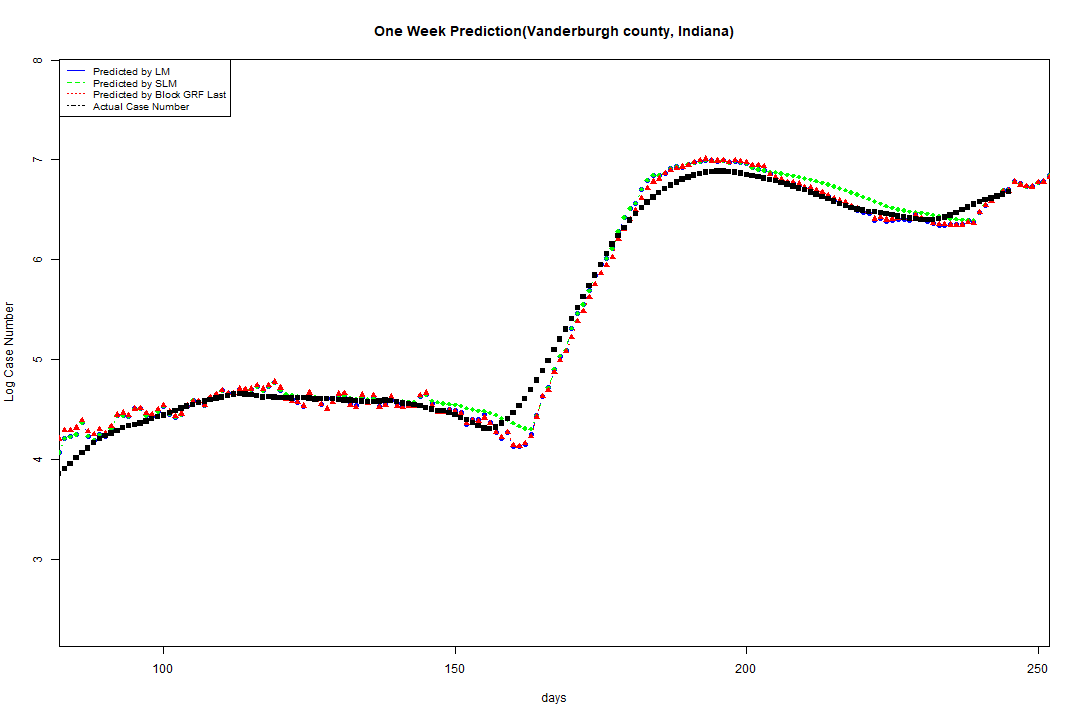 One Week Prediction(Vanderburgh county, Indiana)
Predicted by LM
Predicted by SLM
Predicted by Block GRF Last
Actual Case Number
8
7
6
5
4
3
Log Case Number
100 150 200 250
days